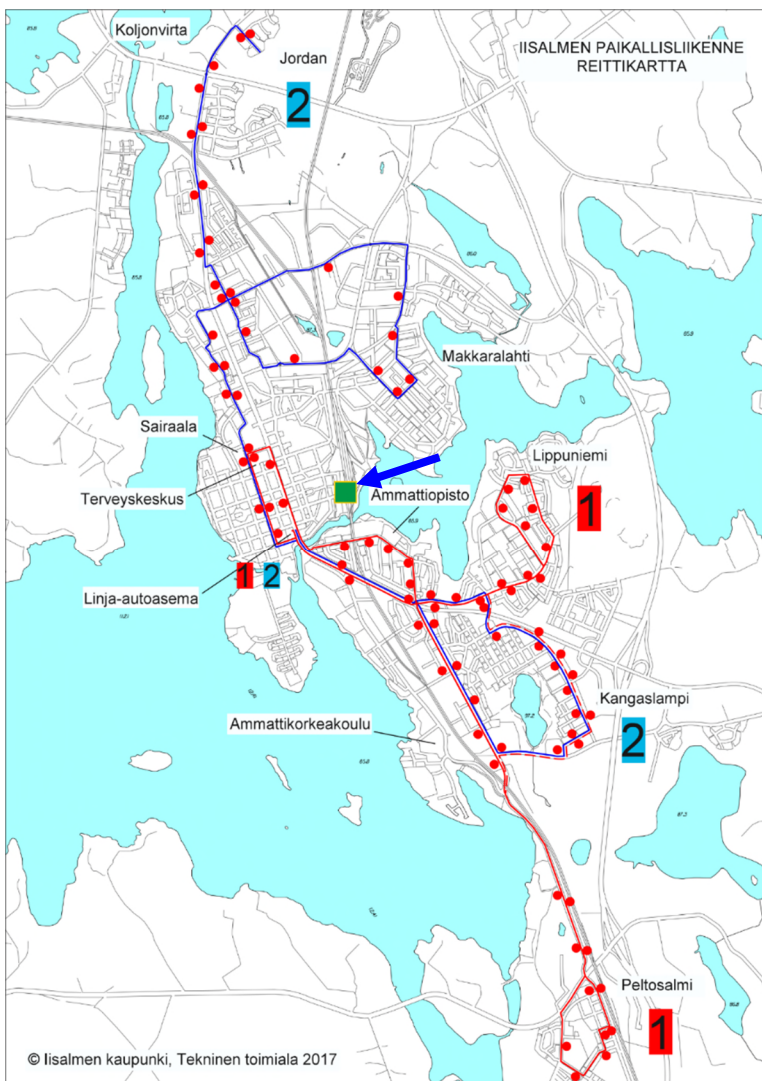 Koljonvirta
IISALMEN PAIKALLISLIIKENNE
REITTIKARTTA
Jordan
2
Makkaralahti
Sairaala
Lippuniemi
Terveyskeskus
Ammattiopisto
1
Linja-autoasema
1 2
Kangaslampi
Ammattikorkeakoulu
2
Peltosalmi
1
© Iisalmen kaupunki, Tekninen toimiala 2017